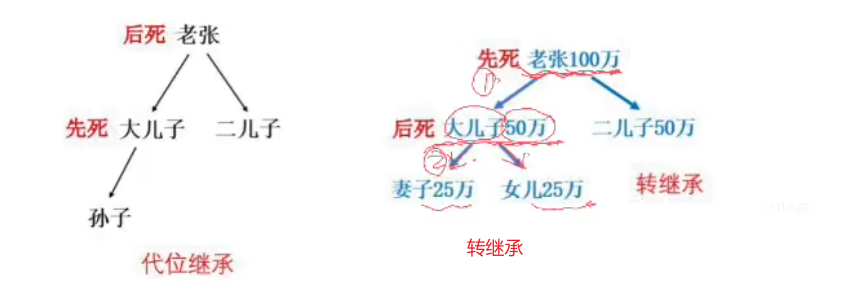 后死 老张
先死 大儿子 二儿子
孙子
代位继承
先死 老张100万
①
后死 大儿子50万 二儿子50万
②
妻子25万 女儿25万
转继承
转继承